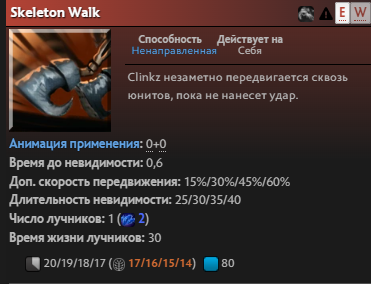 Skeleton Walk E W
Способность Действует на
Ненаправленная Себя
Clinkz незаметно передвигается сквозь
юнитов, пока не нанесет удар.
Анимация применения: 0+0
Время до невидимости: 0,6
Доп. скорость передвижения: 15%/30%/45%/60%
Длительность невидимости: 25/30/35/40
Число лучников: 1 (2)
Время жизни лучников: 30
20/19/18/17 (17/16/15/14) 80